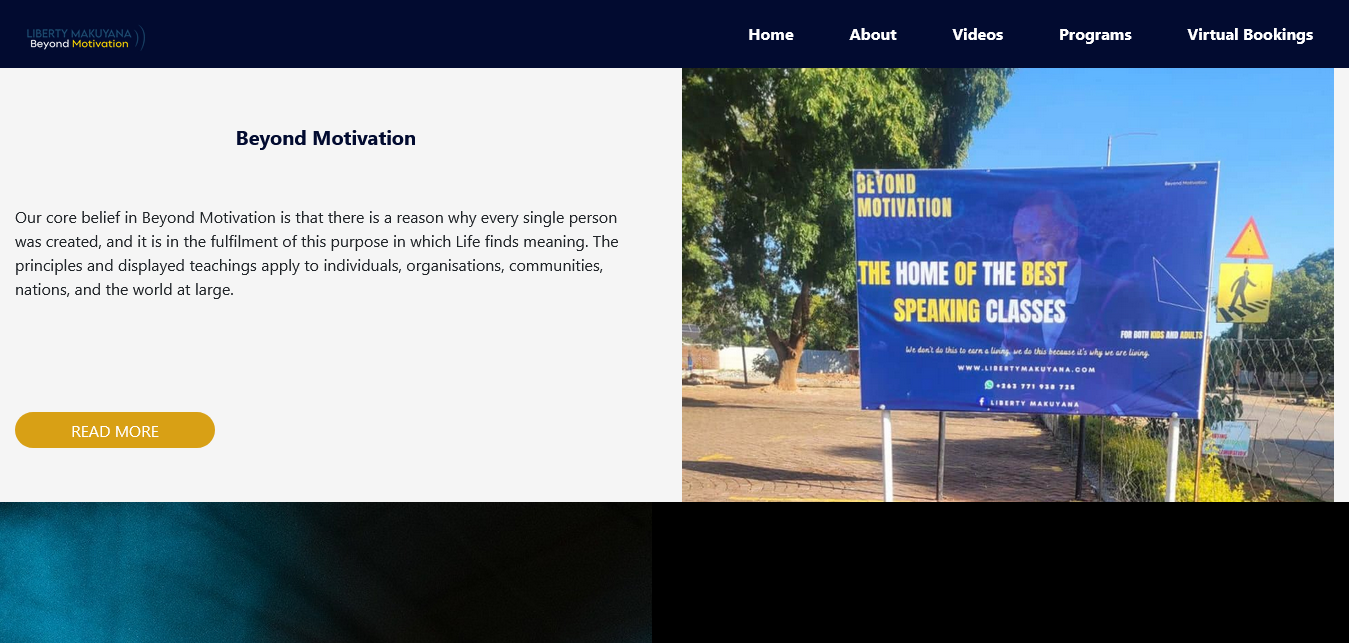 LIBERTY MAKUYANA
Beyond Motivation
Home
About
Videos
Programs
Virtual Bookings
Beyond Motivation
Our core belief in Beyond Motivation is that there is a reason why every single person
was created, and it is in the fulfilment of this purpose in which Life finds meaning. The
principles and displayed teachings apply to individuals, organisations, communities,
nations, and the world at large.
READ MORE
BEYOND
MOTIVATION
Beyond Motivation
THE HOME OF THE BEST
SPEAKING CLASSES
FOR BOTH KIDS AND ADULTS
We don't do this to earn a living, we do this because it's why we are living.
WWW.LIBERTYMAKUYANA.COM
+263 771 938 725
f LIBERTY MAKUYANA